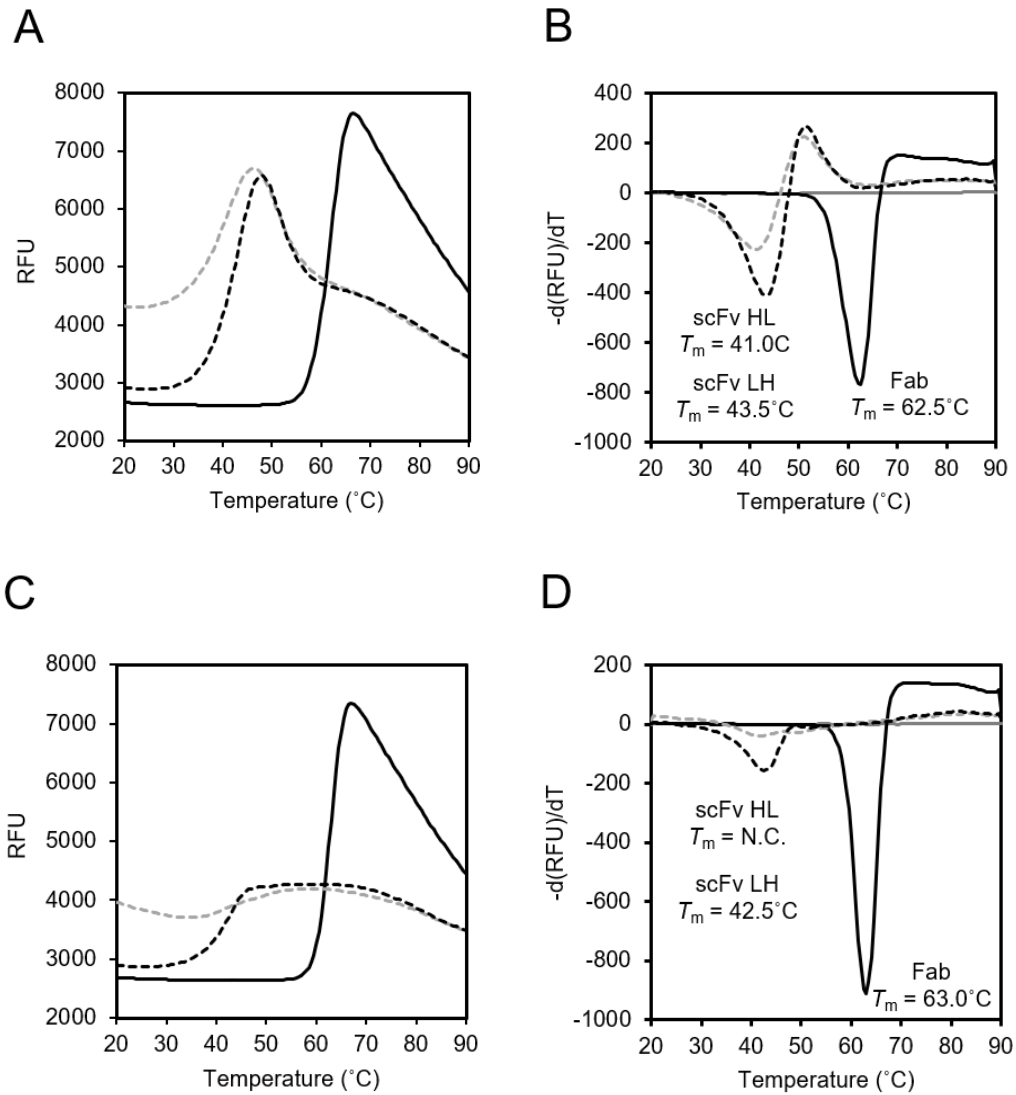 A
8000
7000
6000
5000
4000
3000
2000
RFU
20 30 40 50 60 70 80 90
Temperature (˚C)
B
400
200
0
-200
-400
-600
-800
-1000
-d(RFU)/dT
scFv HL
Tm = 41.0C
scFv LH
Tm = 43.5˚C
Fab
Tm = 62.5˚C
20 30 40 50 60 70 80 90
Temperature (˚C)
C
8000
7000
6000
5000
4000
3000
2000
RFU
20 30 40 50 60 70 80 90
Temperature (˚C)
D
200
0
-200
-400
-600
-800
-1000
-d(RFU)/dT
scFv HL
Tm = N.C.
scFv LH
Tm = 42.5˚C
Fab
Tm = 63.0˚C
20 30 40 50 60 70 80 90
Temperature (˚C)